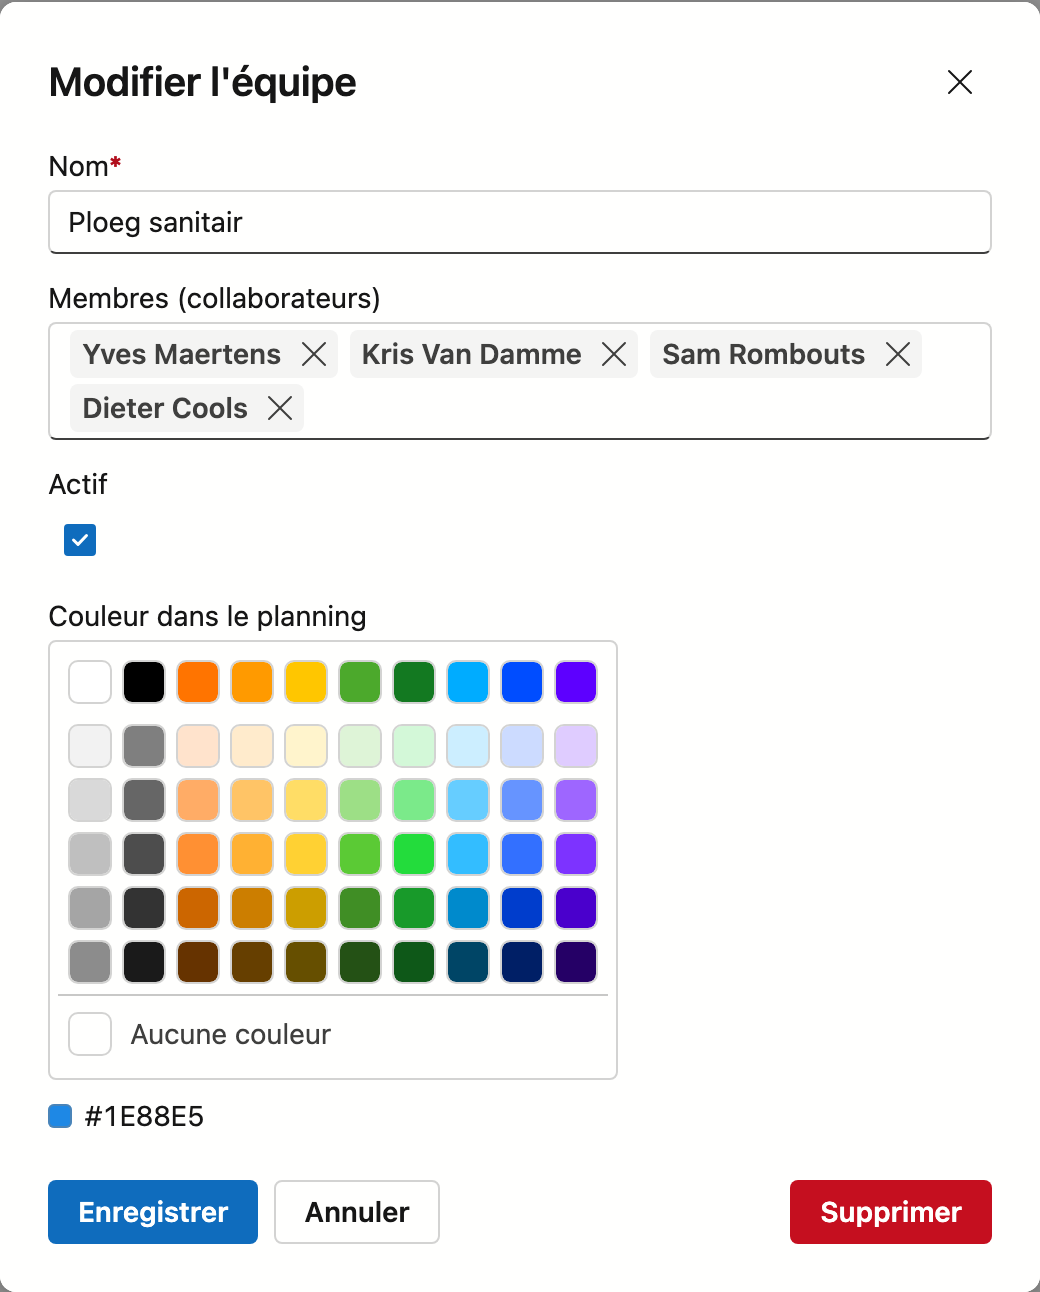 Modifier l'équipe
Nom*
Ploeg sanitair
Membres (collaborateurs)
Yves Maertens Kris Van Damme Sam Rombouts
Dieter Cools
Actif
Couleur dans le planning
Aucune couleur
#1E88E5
Enregistrer Annuler Supprimer